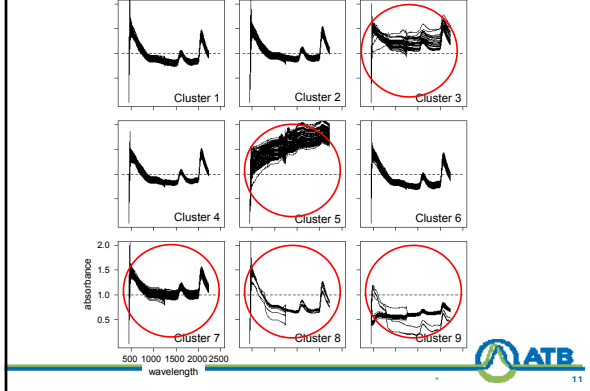 Cluster 1
Cluster 2
Cluster 3
Cluster 4
Cluster 5
Cluster 6
2.0
1.5
1.0
0.5
absorbance
Cluster 7
Cluster 8
Cluster 9
500 1000 1500 2000 2500
wavelength
ATB
11